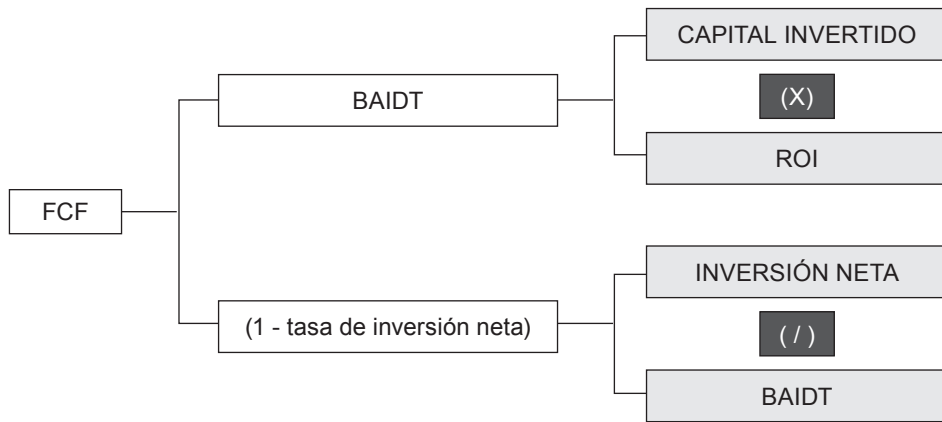 CAPITAL INVERTIDO
BAIDT
(X)
ROI
FCF
INVERSIÓN NETA
(1 - tasa de inversión neta)
( / )
BAIDT